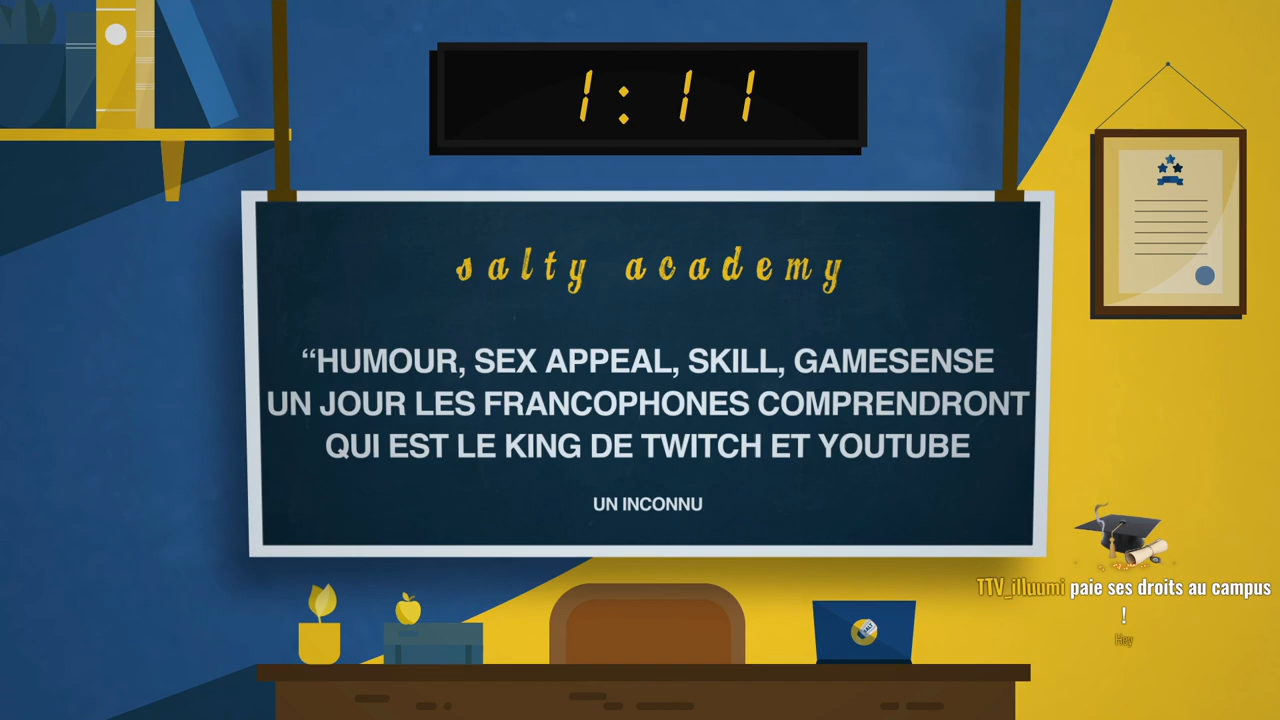 1:11
salty academy
“HUMOUR, SEX APPEAL, SKILL, GAMESENSE
UN JOUR LES FRANCOPHONES COMPRENDRONT
QUI EST LE KING DE TWITCH ET YOUTUBE
UN INCONNU
TTV_illuumi paie ses droits au campus
!
Hey